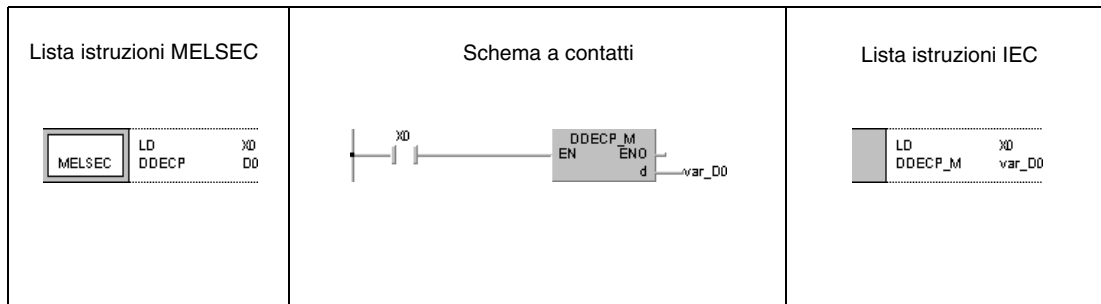 Lista istruzioni MELSEC
Schema a contatti
Lista istruzioni IEC
MELSEC
LD X0
DDECP D0
X0
DDECP_M
EN ENO
d var_D0
LD X0
DDECP_M var_D0